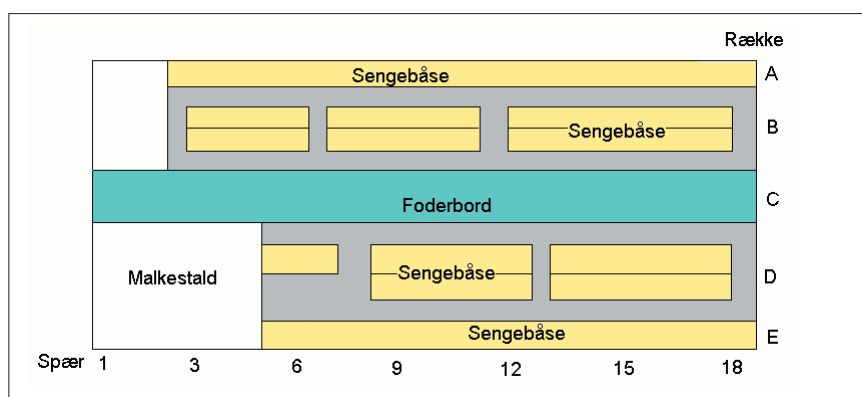 Række
Sengebåse A
Sengebåse B
Foderbord C
Malkestald Sengebåse D
Sengebåse E
Spær 1 3 6 9 12 15 18